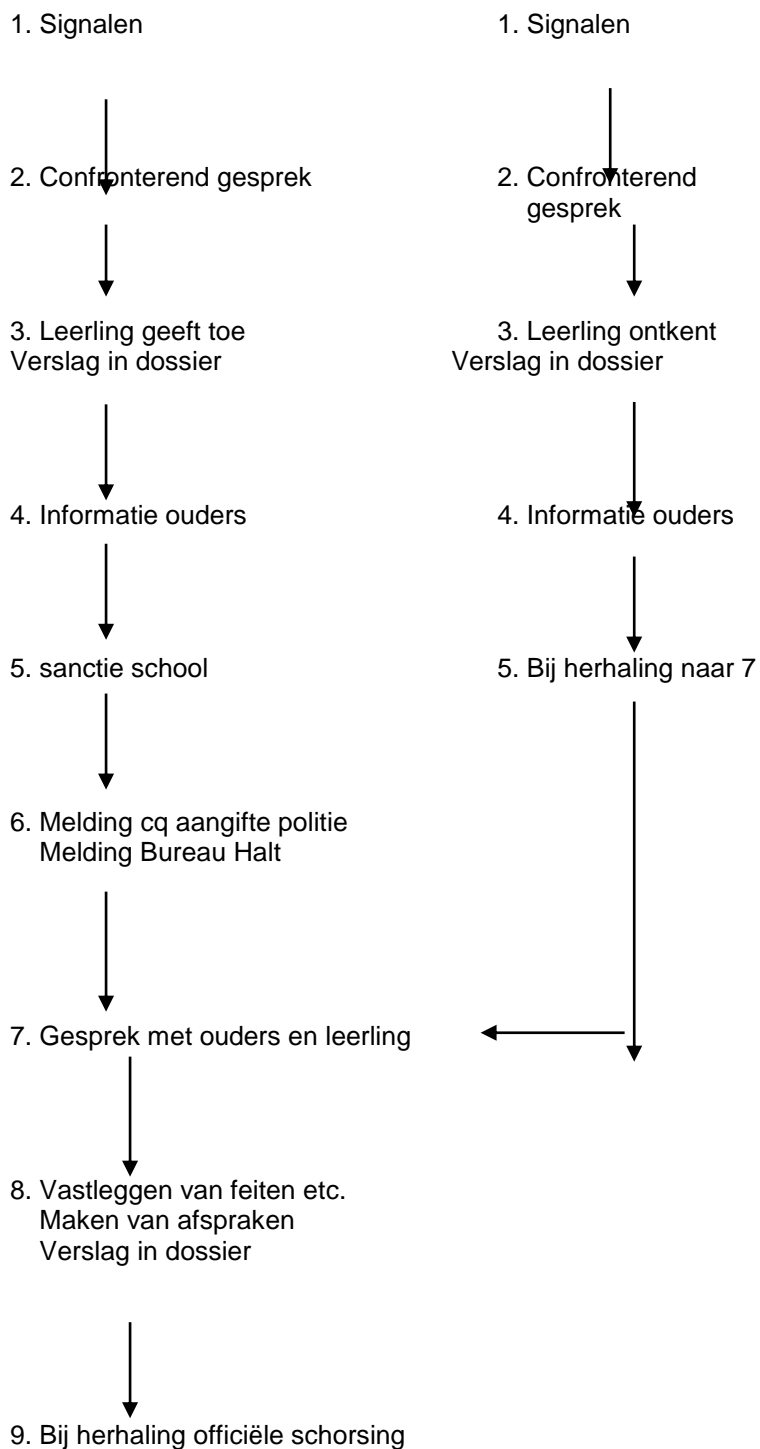 1. Signalen
2. Confronterend gesprek
3. Leerling geeft toe
Verslag in dossier
4. Informatie ouders
5. sanctie school
6. Melding cq aangifte politie
Melding Bureau Halt
7. Gesprek met ouders en leerling
8. Vastleggen van feiten etc.
Maken van afspraken
Verslag in dossier
9. Bij herhaling officiële schorsing
1. Signalen
2. Confronterend
gesprek
3. Leerling ontkent
Verslag in dossier
4. Informatie ouders
5. Bij herhaling naar 7